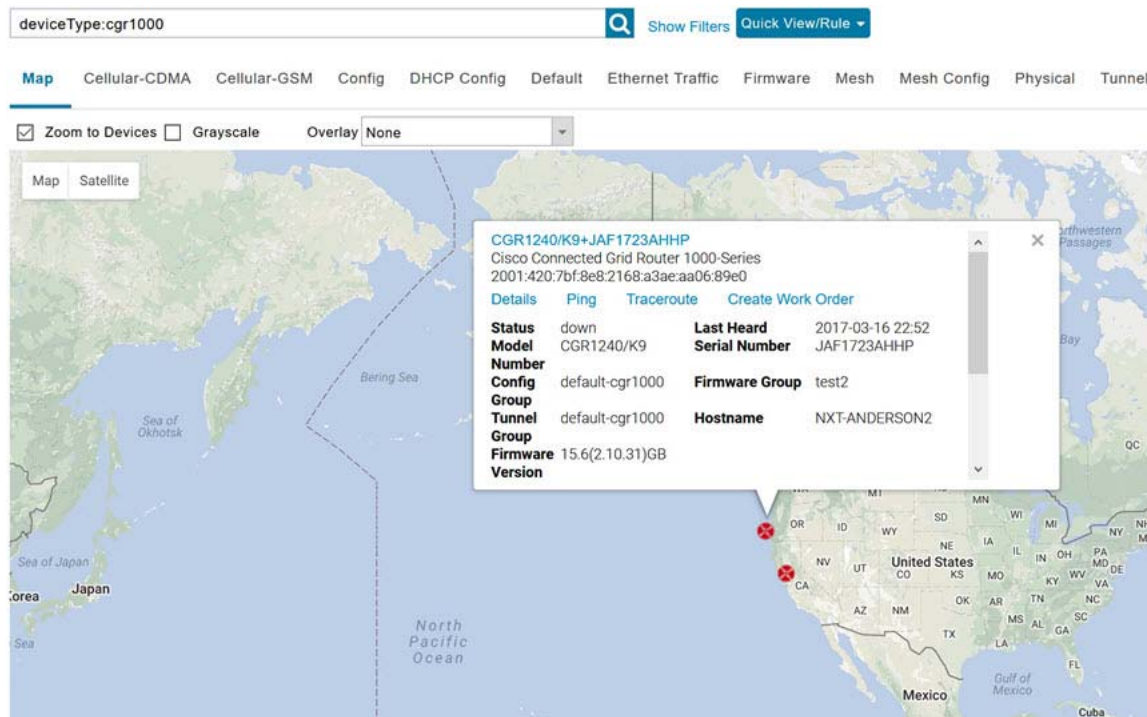 deviceType:cgr1000
Show Filters
Quick View/Rule
Map Cellular-CDMA Cellular-GSM Config DHCP Config Default Ethernet Traffic Firmware Mesh Mesh Config Physical Tunnel
Zoom to Devices Grayscale Overlay None
Map Satellite
CGR1240/K9+JAF1723AHHP
Cisco Connected Grid Router 1000-Series
2001:420:7bf:8e8:2168:a3ae:aa06:89e0
Details Ping Traceroute Create Work Order
Status down Last Heard 2017-03-16 22:52
Model Number CGR1240/K9 Serial Number JAF1723AHHP
Config Group default-cgr1000 Firmware Group test2
Tunnel Group default-cgr1000 Hostname NXT-ANDERSON2
Firmware Version 15.6(2.10.31)GB
rthwestern
Passages
Bay
Bering Sea
Sea of
Okhotsk
QC
MT
MN
OR ID WY SD WI MI NY NH
Sea of Japan
NE IA IL IN OH PA
NV UT United States MD DE
CO KS MO KY WV VA
orea Japan
CA
AZ NM OK AR TN NC
MS AL GA SC
TX LA
North
Pacific
Ocean
FL
Sea
Gulf of
Mexico
Mexico
Cuba